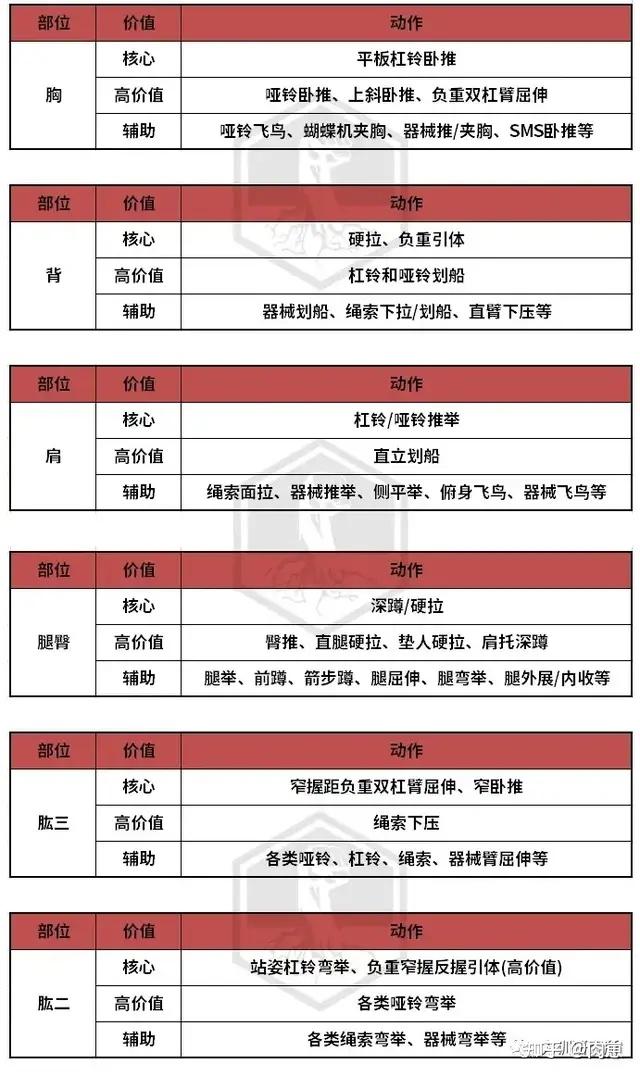 部位 价值 动作
核心 平板杠铃卧推
胸 高价值 哑铃卧推、上斜卧推、负重双杠臂屈伸
辅助 哑铃飞鸟、蝴蝶机夹胸、器械推/夹胸、SMS卧推等
部位 价值 动作
核心 硬拉、负重引体
背 高价值 杠铃和哑铃划船
辅助 器械划船、绳索下拉/划船、直臂下压等
部位 价值 动作
核心 杠铃/哑铃推举
肩 高价值 直立划船
辅助 绳索面拉、器械推举、侧平举、俯身飞鸟、器械飞鸟等
部位 价值 动作
核心 深蹲/硬拉
腿臀 高价值 臀推、直腿硬拉、垫人硬拉、肩托深蹲
辅助 腿举、前蹲、箭步蹲、腿屈伸、腿弯举、腿外展/内收等
部位 价值 动作
核心 窄握距负重双杠臂屈伸、窄卧推
肱三 高价值 绳索下压
辅助 各类哑铃、杠铃、绳索、器械臂屈伸等
部位 价值 动作
核心 站姿杠铃弯举、负重窄握反握引体(高价值)
肱二 高价值 各类哑铃弯举
辅助 各类绳索弯举、器械弯举等